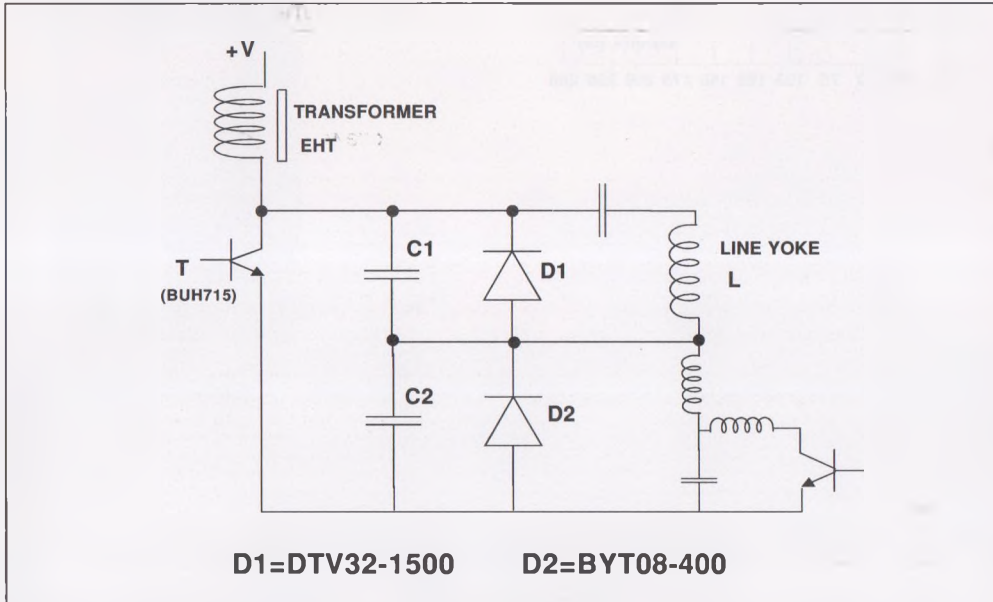 +V
TRANSFORMER
EHT
T
(BUH715)
C1
D1
LINE YOKE
L
C2
D2
D1=DTV32-1500 D2=BYT08-400